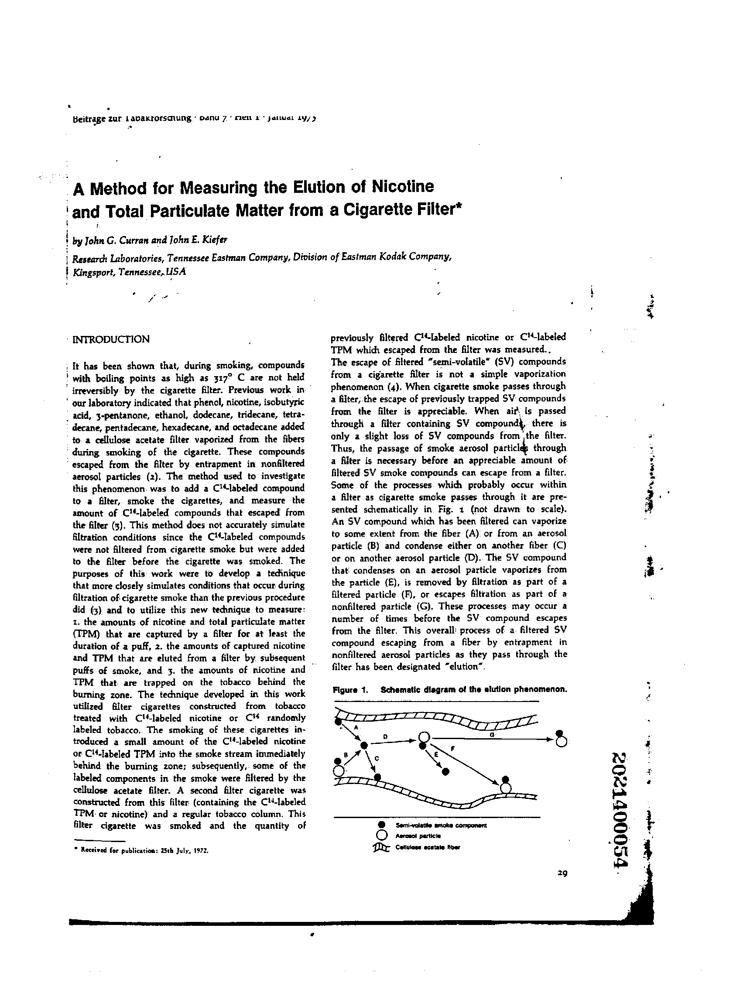 Beiträge zur Tabakforschung · Band 7 · Heft 1 · Januar 1973
A Method for Measuring the Elution of Nicotine
and Total Particulate Matter from a Cigarette Filter*
by John G. Curran and John E. Kiefer
Research Laboratories, Tennessee Eastman Company, Division of Eastman Kodak Company,
Kingsport, Tennessee, USA
INTRODUCTION
It has been shown that, during smoking, compounds
with boiling points as high as 317° C are not held
irreversibly by the cigarette filter. Previous work in
our laboratory indicated that phenol, nicotine, isobutyric
acid, 3-pentanone, ethanol, dodecane, tridecane, tetra-
decane, pentadecane, hexadecane, and octadecane added
to a cellulose acetate filter vaporized from the fibers
during smoking of the cigarette. These compounds
escaped from the filter by entrapment in nonfiltered
aerosol particles (2). The method used to investigate
this phenomenon was to add a C¹⁴-labeled compound
to a filter, smoke the cigarettes, and measure the
amount of C¹⁴-labeled compounds that escaped from
the filter (3). This method does not accurately simulate
filtration conditions since the C¹⁴-labeled compounds
were not filtered from cigarette smoke but were added
to the filter before the cigarette was smoked. The
purposes of this work were to develop a technique
that more closely simulates conditions that occur during
filtration of cigarette smoke than the previous procedure
did (3) and to utilize this new technique to measure:
1. the amounts of nicotine and total particulate matter
(TPM) that are captured by a filter for at least the
duration of a puff, 2. the amounts of captured nicotine
and TPM that are eluted from a filter by subsequent
puffs of smoke, and 3. the amounts of nicotine and
TPM that are trapped on the tobacco behind the
burning zone. The technique developed in this work
utilized filter cigarettes constructed from tobacco
treated with C¹⁴-labeled nicotine or C¹⁴ randomly
labeled tobacco. The smoking of these cigarettes in-
troduced a small amount of the C¹⁴-labeled nicotine
or C¹⁴-labeled TPM into the smoke stream immediately
behind the burning zone; subsequently, some of the
labeled components in the smoke were filtered by the
cellulose acetate filter. A second filter cigarette was
constructed from this filter (containing the C¹⁴-labeled
TPM or nicotine) and a regular tobacco column. This
filter cigarette was smoked and the quantity of
* Received for publication: 25th July, 1972.
previously filtered C¹⁴-labeled nicotine or C¹⁴-labeled
TPM which escaped from the filter was measured.
The escape of filtered "semi-volatile" (SV) compounds
from a cigarette filter is not a simple vaporization
phenomenon (4). When cigarette smoke passes through
a filter, the escape of previously trapped SV compounds
from the filter is appreciable. When air is passed
through a filter containing SV compounds, there is
only a slight loss of SV compounds from the filter.
Thus, the passage of smoke aerosol particles through
a filter is necessary before an appreciable amount of
filtered SV smoke compounds can escape from a filter.
Some of the processes which probably occur within
a filter as cigarette smoke passes through it are pre-
sented schematically in Fig. 1 (not drawn to scale).
An SV compound which has been filtered can vaporize
to some extent from the fiber (A) or from an aerosol
particle (B) and condense either on another fiber (C)
or on another aerosol particle (D). The SV compound
that condenses on an aerosol particle vaporizes from
the particle (E), is removed by filtration as part of a
filtered particle (F), or escapes filtration as part of a
nonfiltered particle (G). These processes may occur a
number of times before the SV compound escapes
from the filter. This overall process of a filtered SV
compound escaping from a fiber by entrapment in
nonfiltered aerosol particles as they pass through the
filter has been designated "elution".
Figure 1. Schematic diagram of the elution phenomenon.
A
D
G
B
C
E
F
Semi-volatile smoke component
Aerosol particle
Cellulose acetate fiber
29
2021400054